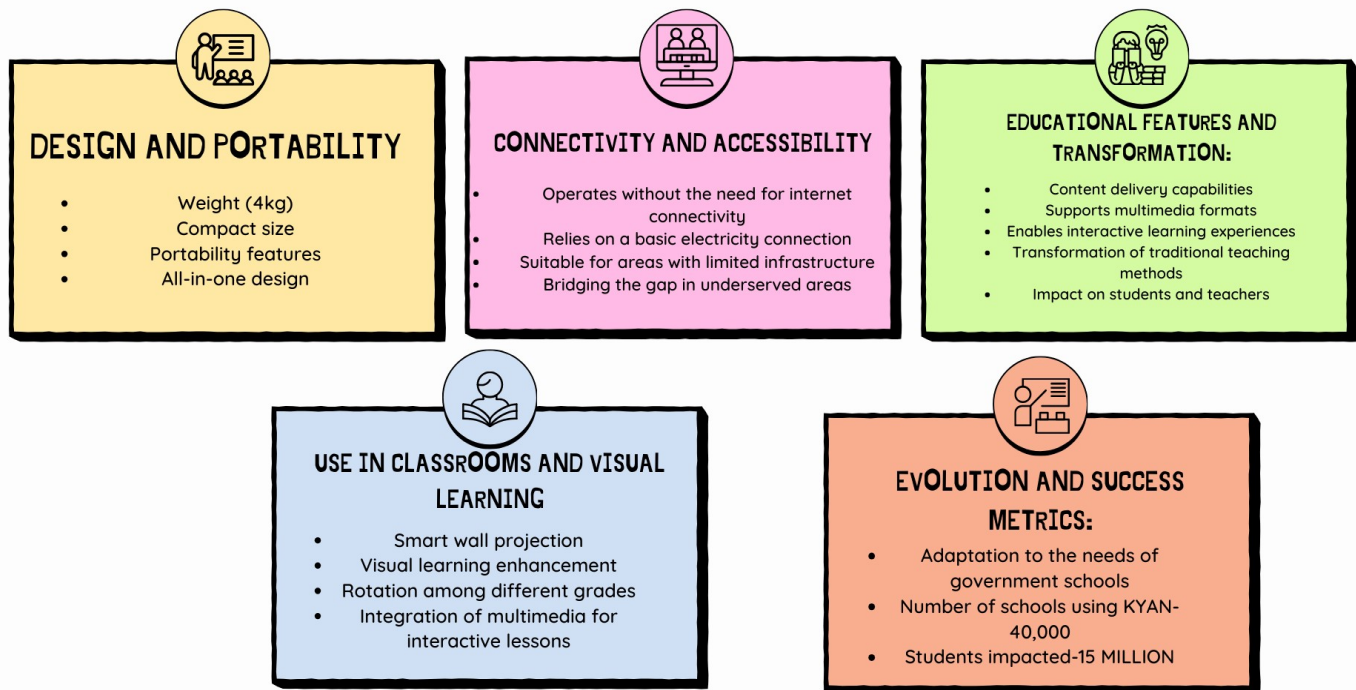 DESIGN AND PORTABILITY
• Weight (4kg)
• Compact size
• Portability features
• All-in-one design
CONNECTIVITY AND ACCESSIBILITY
• Operates without the need for internet
connectivity
• Relies on a basic electricity connection
• Suitable for areas with limited infrastructure
• Bridging the gap in underserved areas
EDUCATIONAL FEATURES AND
TRANSFORMATION:
• Content delivery capabilities
• Supports multimedia formats
• Enables interactive learning experiences
• Transformation of traditional teaching
methods
• Impact on students and teachers
USE IN CLASSROOMS AND VISUAL
LEARNING
• Smart wall projection
• Visual learning enhancement
• Rotation among different grades
• Integration of multimedia for
interactive lessons
EVOLUTION AND SUCCESS
METRICS:
• Adaptation to the needs of
government schools
• Number of schools using KYAN-
40,000
• Students impacted-15 MILLION